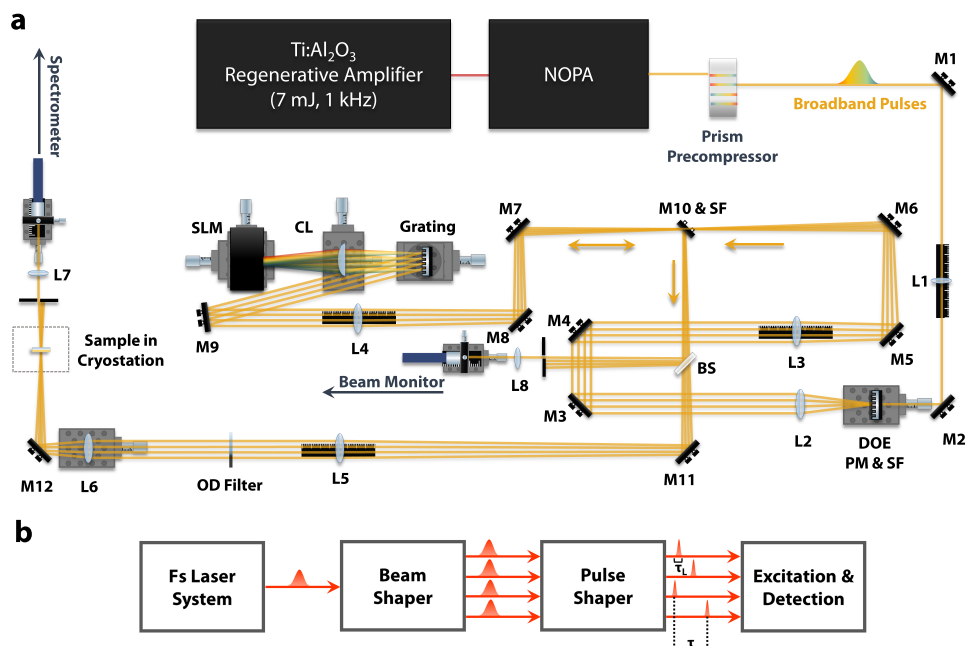 a
Spectrometer
Ti:Al2O3
Regenerative Amplifier
(7 mJ, 1 kHz)
NOPA
Prism
Precompressor
Broadband Pulses
M1
SLM
CL
Grating
M7
M10 & SF
M6
L7
L1
Sample in
Cryostation
M9
L4
M8
M4
L3
M5
Beam Monitor
L8
BS
M3
L2
DOE
PM & SF
M2
M12
L6
OD Filter
L5
M11
b
Fs Laser
System
Beam
Shaper
Pulse
Shaper
τL
Excitation &
Detection